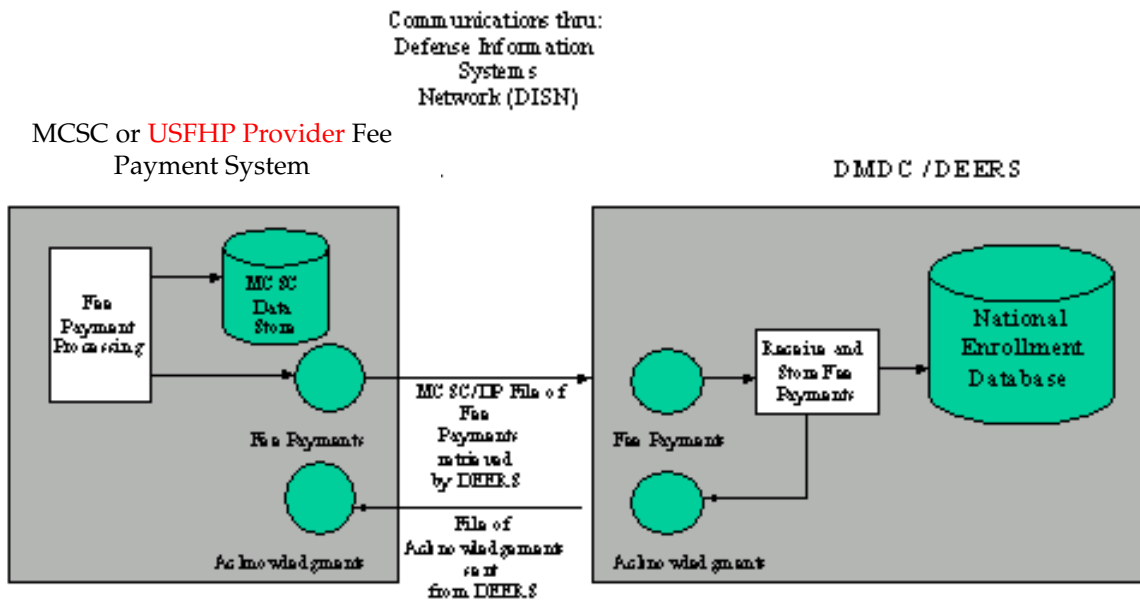 Communications thru:
Defense Information
Systems
Network (DISN)
MCSC or USFHP Provider Fee
Payment System
DMDC /DEERS
Fee
Payment
Processing
MCSC
Data
Store
Fee Payments
Acknowledgments
MCSC/DP File of
Fee
Payments
retrieved
by DEERS
File of
Acknowledgements
sent
from DEERS
Fee Payments
Acknowledgments
Receive and
Store Fee
Payments
National
Enrollment
Database